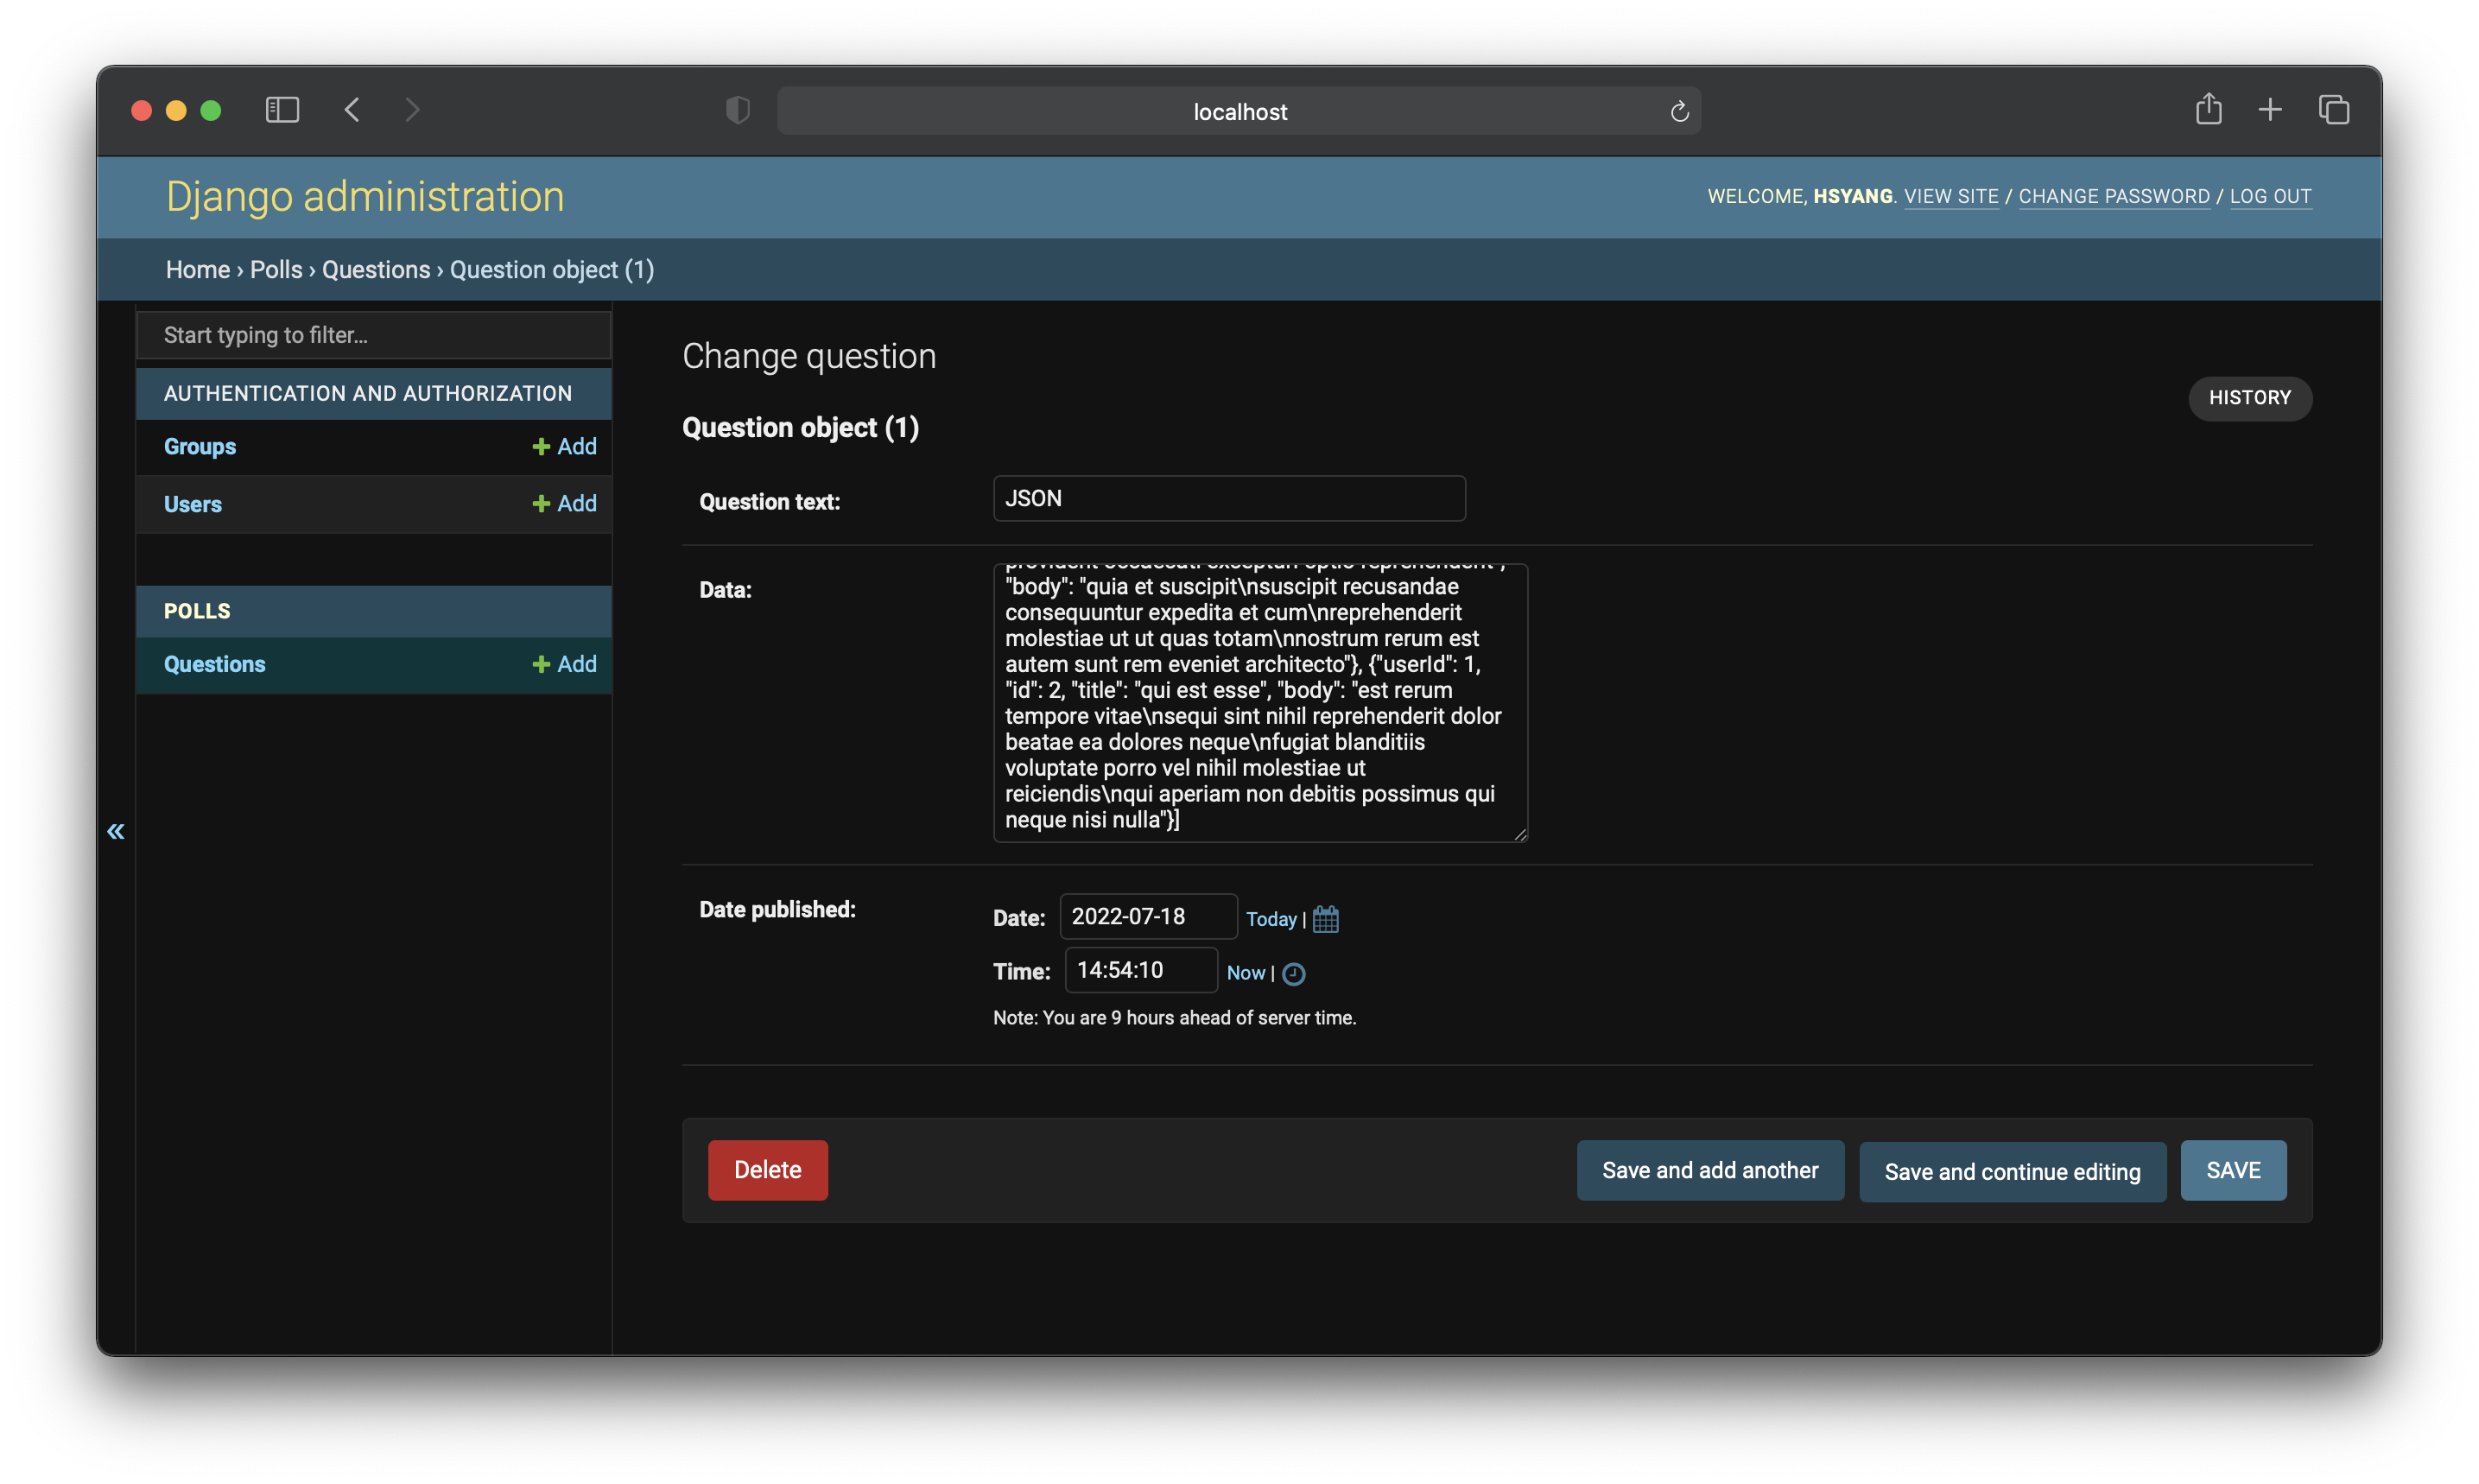 localhost
Django administration
WELCOME, HSYANG. VIEW SITE / CHANGE PASSWORD / LOG OUT
Home › Polls › Questions › Question object (1)
Start typing to filter...
AUTHENTICATION AND AUTHORIZATION
Groups + Add
Users + Add
POLLS
Questions + Add
«
Change question
HISTORY
Question object (1)
Question text: JSON
Data:
provident occaecati excepturi optio reprehenderit",
"body": "quia et suscipit\nsuscipit recusandae
consequuntur expedita et cum\nreprehenderit
molestiae ut ut quas totam\nnostrum rerum est
autem sunt rem eveniet architecto"}, {"userId": 1,
"id": 2, "title": "qui est esse", "body": "est rerum
tempore vitae\nsequi sint nihil reprehenderit dolor
beatae ea dolores neque\nfugiat blanditiis
voluptate porro vel nihil molestiae ut
reiciendis\nqui aperiam non debitis possimus qui
neque nisi nulla"}]
Date published:
Date: 2022-07-18 Today |
Time: 14:54:10 Now |
Note: You are 9 hours ahead of server time.
Delete
Save and add another
Save and continue editing
SAVE